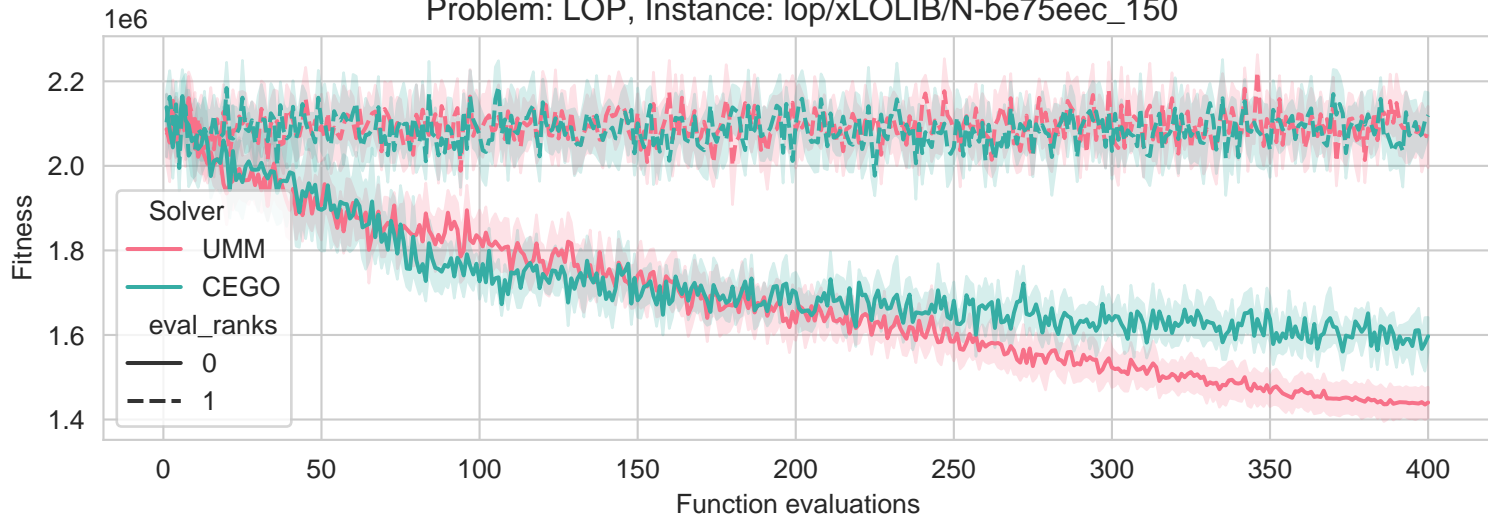 Problem: LOP, Instance: lop/xLOLIB/N-be75eec_150
1e6
2.2
2.0
1.8
1.6
1.4
Fitness
Solver
UMM
CEGO
eval_ranks
0
1
0 50 100 150 200 250 300 350 400
Function evaluations